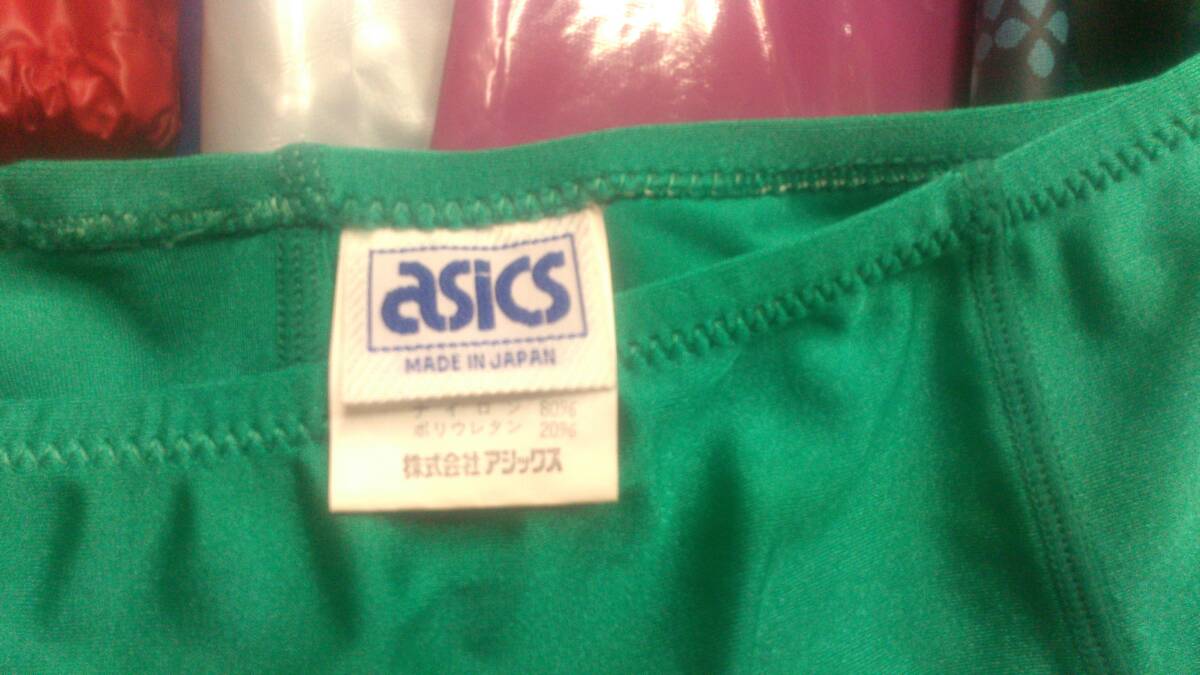 asics
MADE IN JAPAN
ナイロン 80%
ポリウレタン 20%
株式会社 アシックス